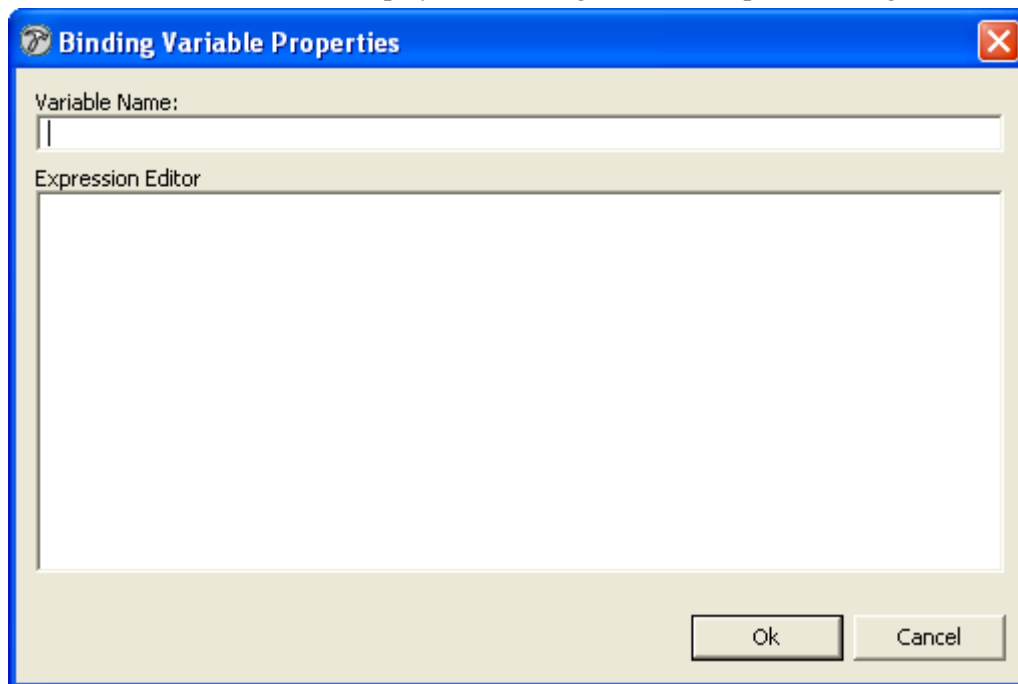 Binding Variable Properties
Variable Name:
Expression Editor
Ok Cancel